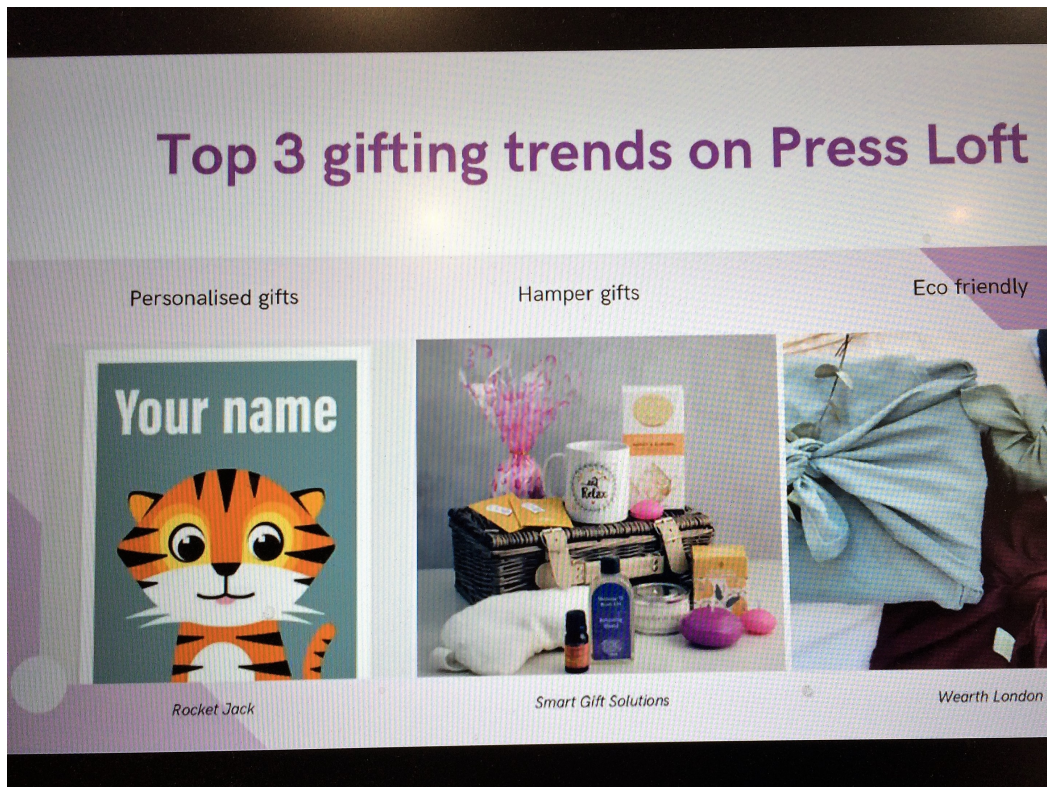 Top 3 gifting trends on Press Loft
Personalised gifts
Hamper gifts
Eco friendly
Your name
Relax
Rocket Jack
Smart Gift Solutions
Wearth London